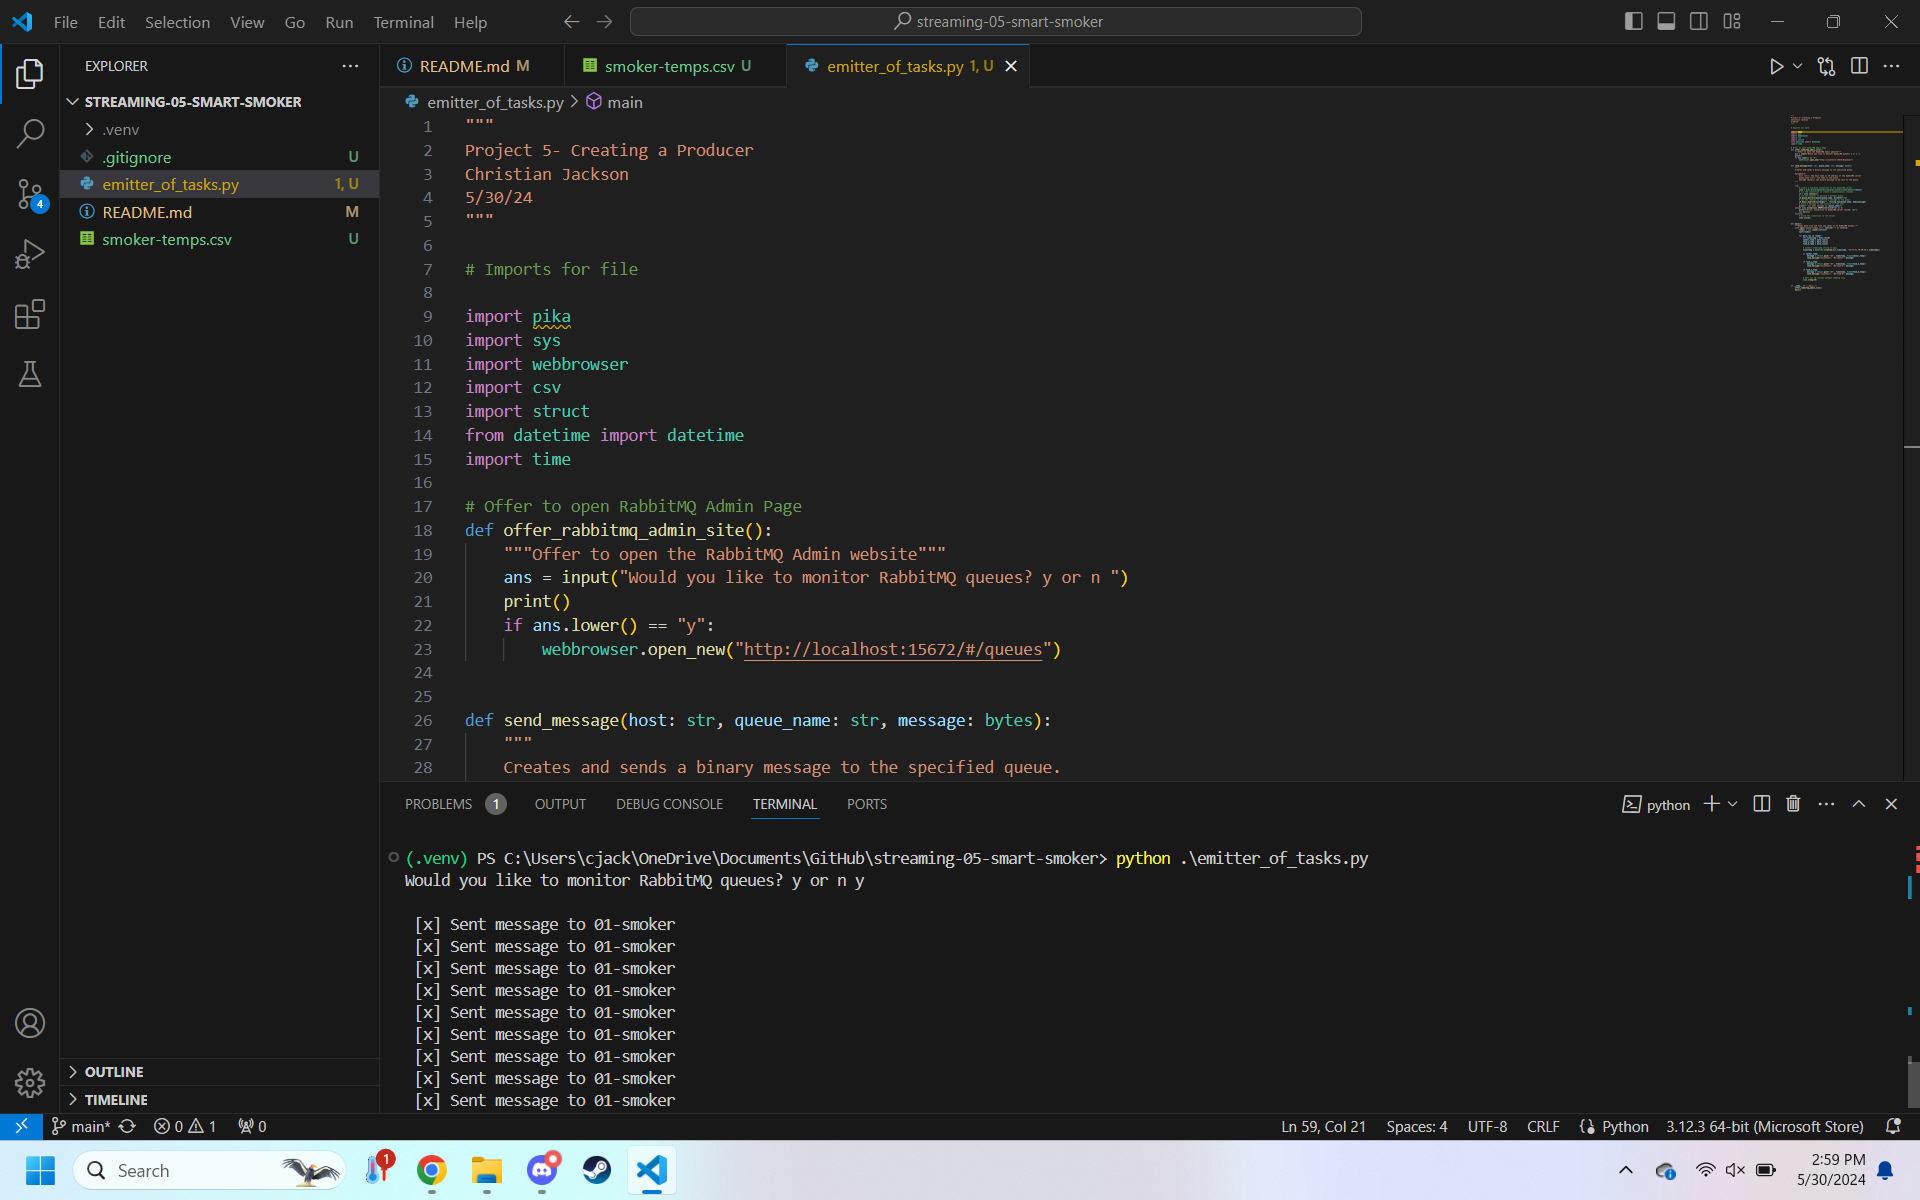 File Edit Selection View Go Run Terminal Help
streaming-05-smart-smoker
EXPLORER
STREAMING-05-SMART-SMOKER
.venv
.gitignore U
emitter_of_tasks.py 1, U
README.md M
smoker-temps.csv U
OUTLINE
TIMELINE
4
README.md M smoker-temps.csv U emitter_of_tasks.py 1, U
emitter_of_tasks.py > main
1 """
2 Project 5- Creating a Producer
3 Christian Jackson
4 5/30/24
5 """
6
7 # Imports for file
8
9 import pika
10 import sys
11 import webbrowser
12 import csv
13 import struct
14 from datetime import datetime
15 import time
16
17 # Offer to open RabbitMQ Admin Page
18 def offer_rabbitmq_admin_site():
19 """Offer to open the RabbitMQ Admin website"""
20 ans = input("Would you like to monitor RabbitMQ queues? y or n ")
21 print()
22 if ans.lower() == "y":
23 webbrowser.open_new("http://localhost:15672/#/queues")
24
25
26 def send_message(host: str, queue_name: str, message: bytes):
27 """
28 Creates and sends a binary message to the specified queue.
PROBLEMS 1 OUTPUT DEBUG CONSOLE TERMINAL PORTS
python
(.venv) PS C:\Users\cjack\OneDrive\Documents\GitHub\streaming-05-smart-smoker> python .\emitter_of_tasks.py
Would you like to monitor RabbitMQ queues? y or n y
[x] Sent message to 01-smoker
[x] Sent message to 01-smoker
[x] Sent message to 01-smoker
[x] Sent message to 01-smoker
[x] Sent message to 01-smoker
[x] Sent message to 01-smoker
[x] Sent message to 01-smoker
[x] Sent message to 01-smoker
[x] Sent message to 01-smoker
main* 0 1 0 Ln 59, Col 21 Spaces: 4 UTF-8 CRLF Python 3.12.3 64-bit (Microsoft Store)
Search
1
2:59 PM
5/30/2024